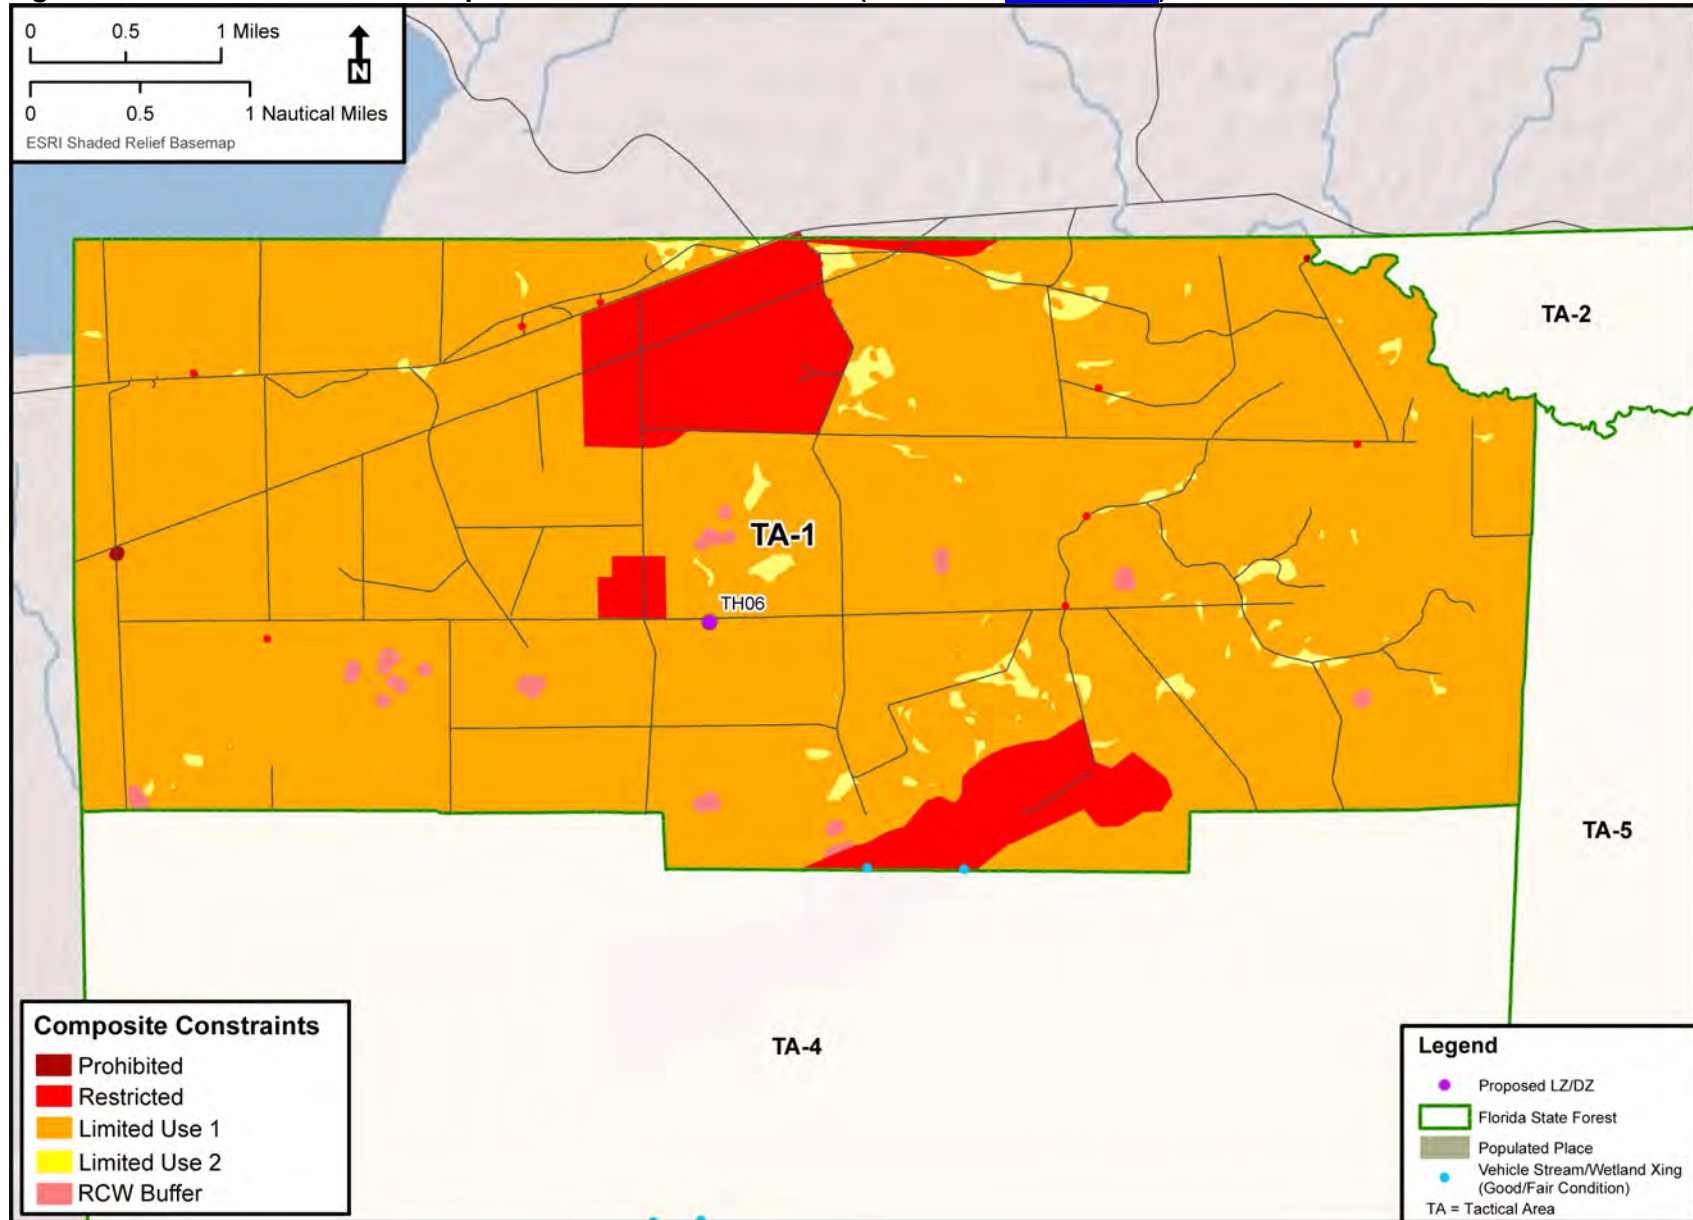 0 0.5 1 Miles
N
0 0.5 1 Nautical Miles
ESRI Shaded Relief Basemap
TA-2
TA-1
TH06
TA-5
TA-4
Composite Constraints
Prohibited
Restricted
Limited Use 1
Limited Use 2
RCW Buffer
Legend
Proposed LZ/DZ
Florida State Forest
Populated Place
Vehicle Stream/Wetland Xing
(Good/Fair Condition)
TA = Tactical Area